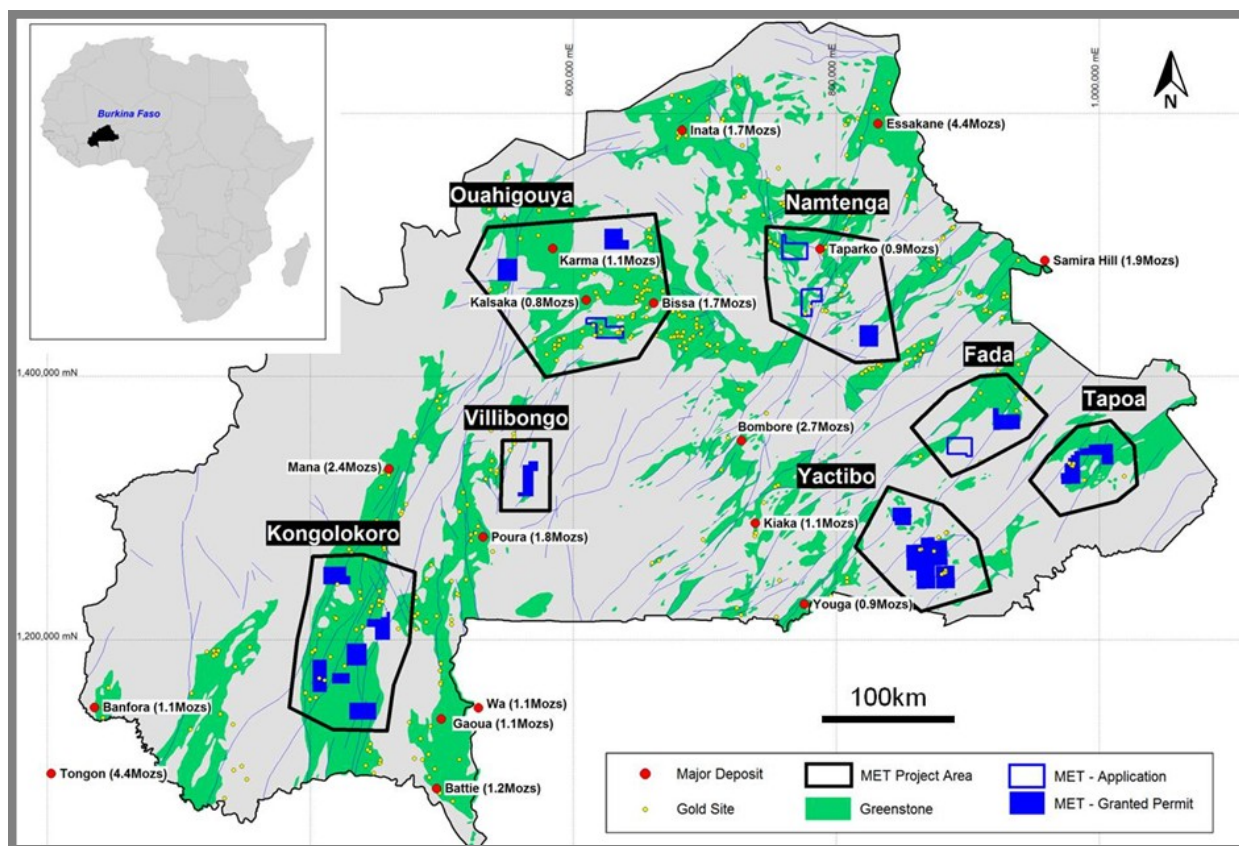 Burkina Faso
600,000 mE
800,000 mE
1,000,000 mE
N
Inata (1.7Mozs)
Essakane (4.4Mozs)
Ouahigouya
Namtenga
Karma (1.1Mozs)
Taparko (0.9Mozs)
Samira Hill (1.9Mozs)
Kalsaka (0.8Mozs)
Bissa (1.7Mozs)
Fada
1,400,000 mN
Tapoa
Villibongo
Bombore (2.7Mozs)
Mana (2.4Mozs)
Yactibo
Kongolokoro
Kiaka (1.1Mozs)
Poura (1.8Mozs)
Youga (0.9Mozs)
1,200,000 mN
100km
Banfora (1.1Mozs)
Wa (1.1Mozs)
Gaoua (1.1Mozs)
Tongon (4.4Mozs)
Battie (1.2Mozs)
Major Deposit
MET Project Area
MET - Application
Gold Site
Greenstone
MET - Granted Permit